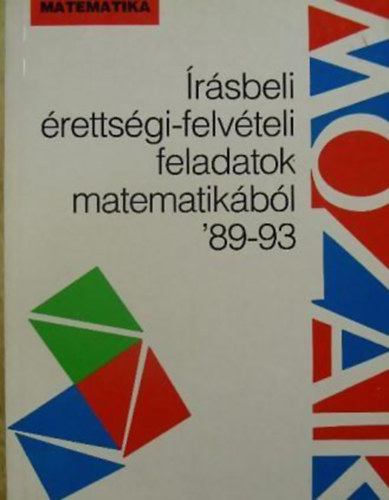 MATEMATIKA
Írásbeli
érettségi-felvételi
feladatok
matematikából
'89-93
MOZAIK